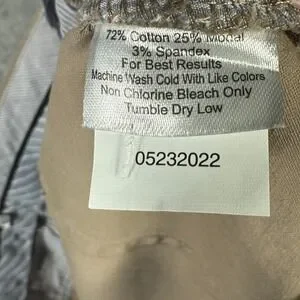 72% Cotton 25% Modal
3% Spandex
For Best Results
Machine Wash Cold With Like Colors
Non Chlorine Bleach Only
Tumble Dry Low
05232022